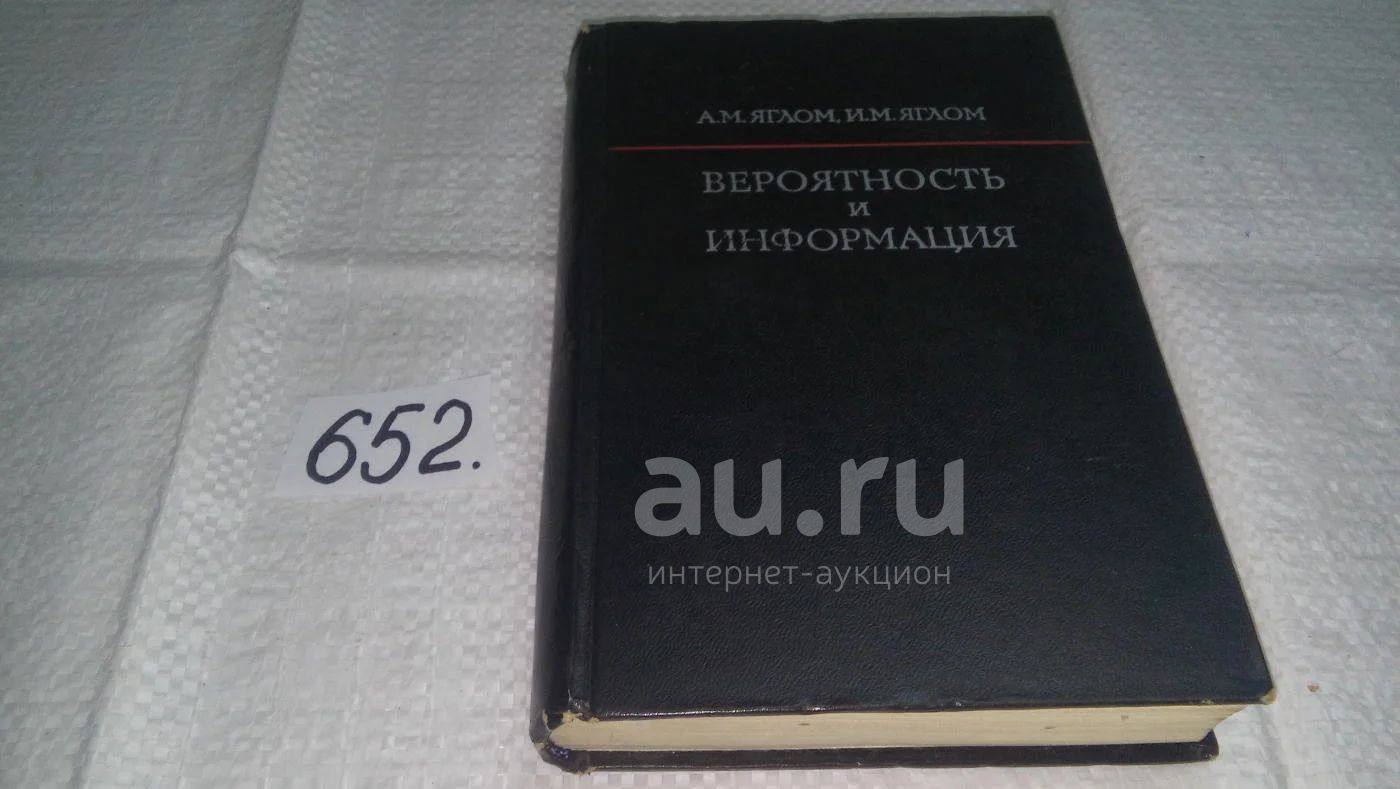 А.М. ЯГЛОМ, И.М. ЯГЛОМ
ВЕРОЯТНОСТЬ
И
ИНФОРМАЦИЯ
652.
au.ru
интернет-аукцион